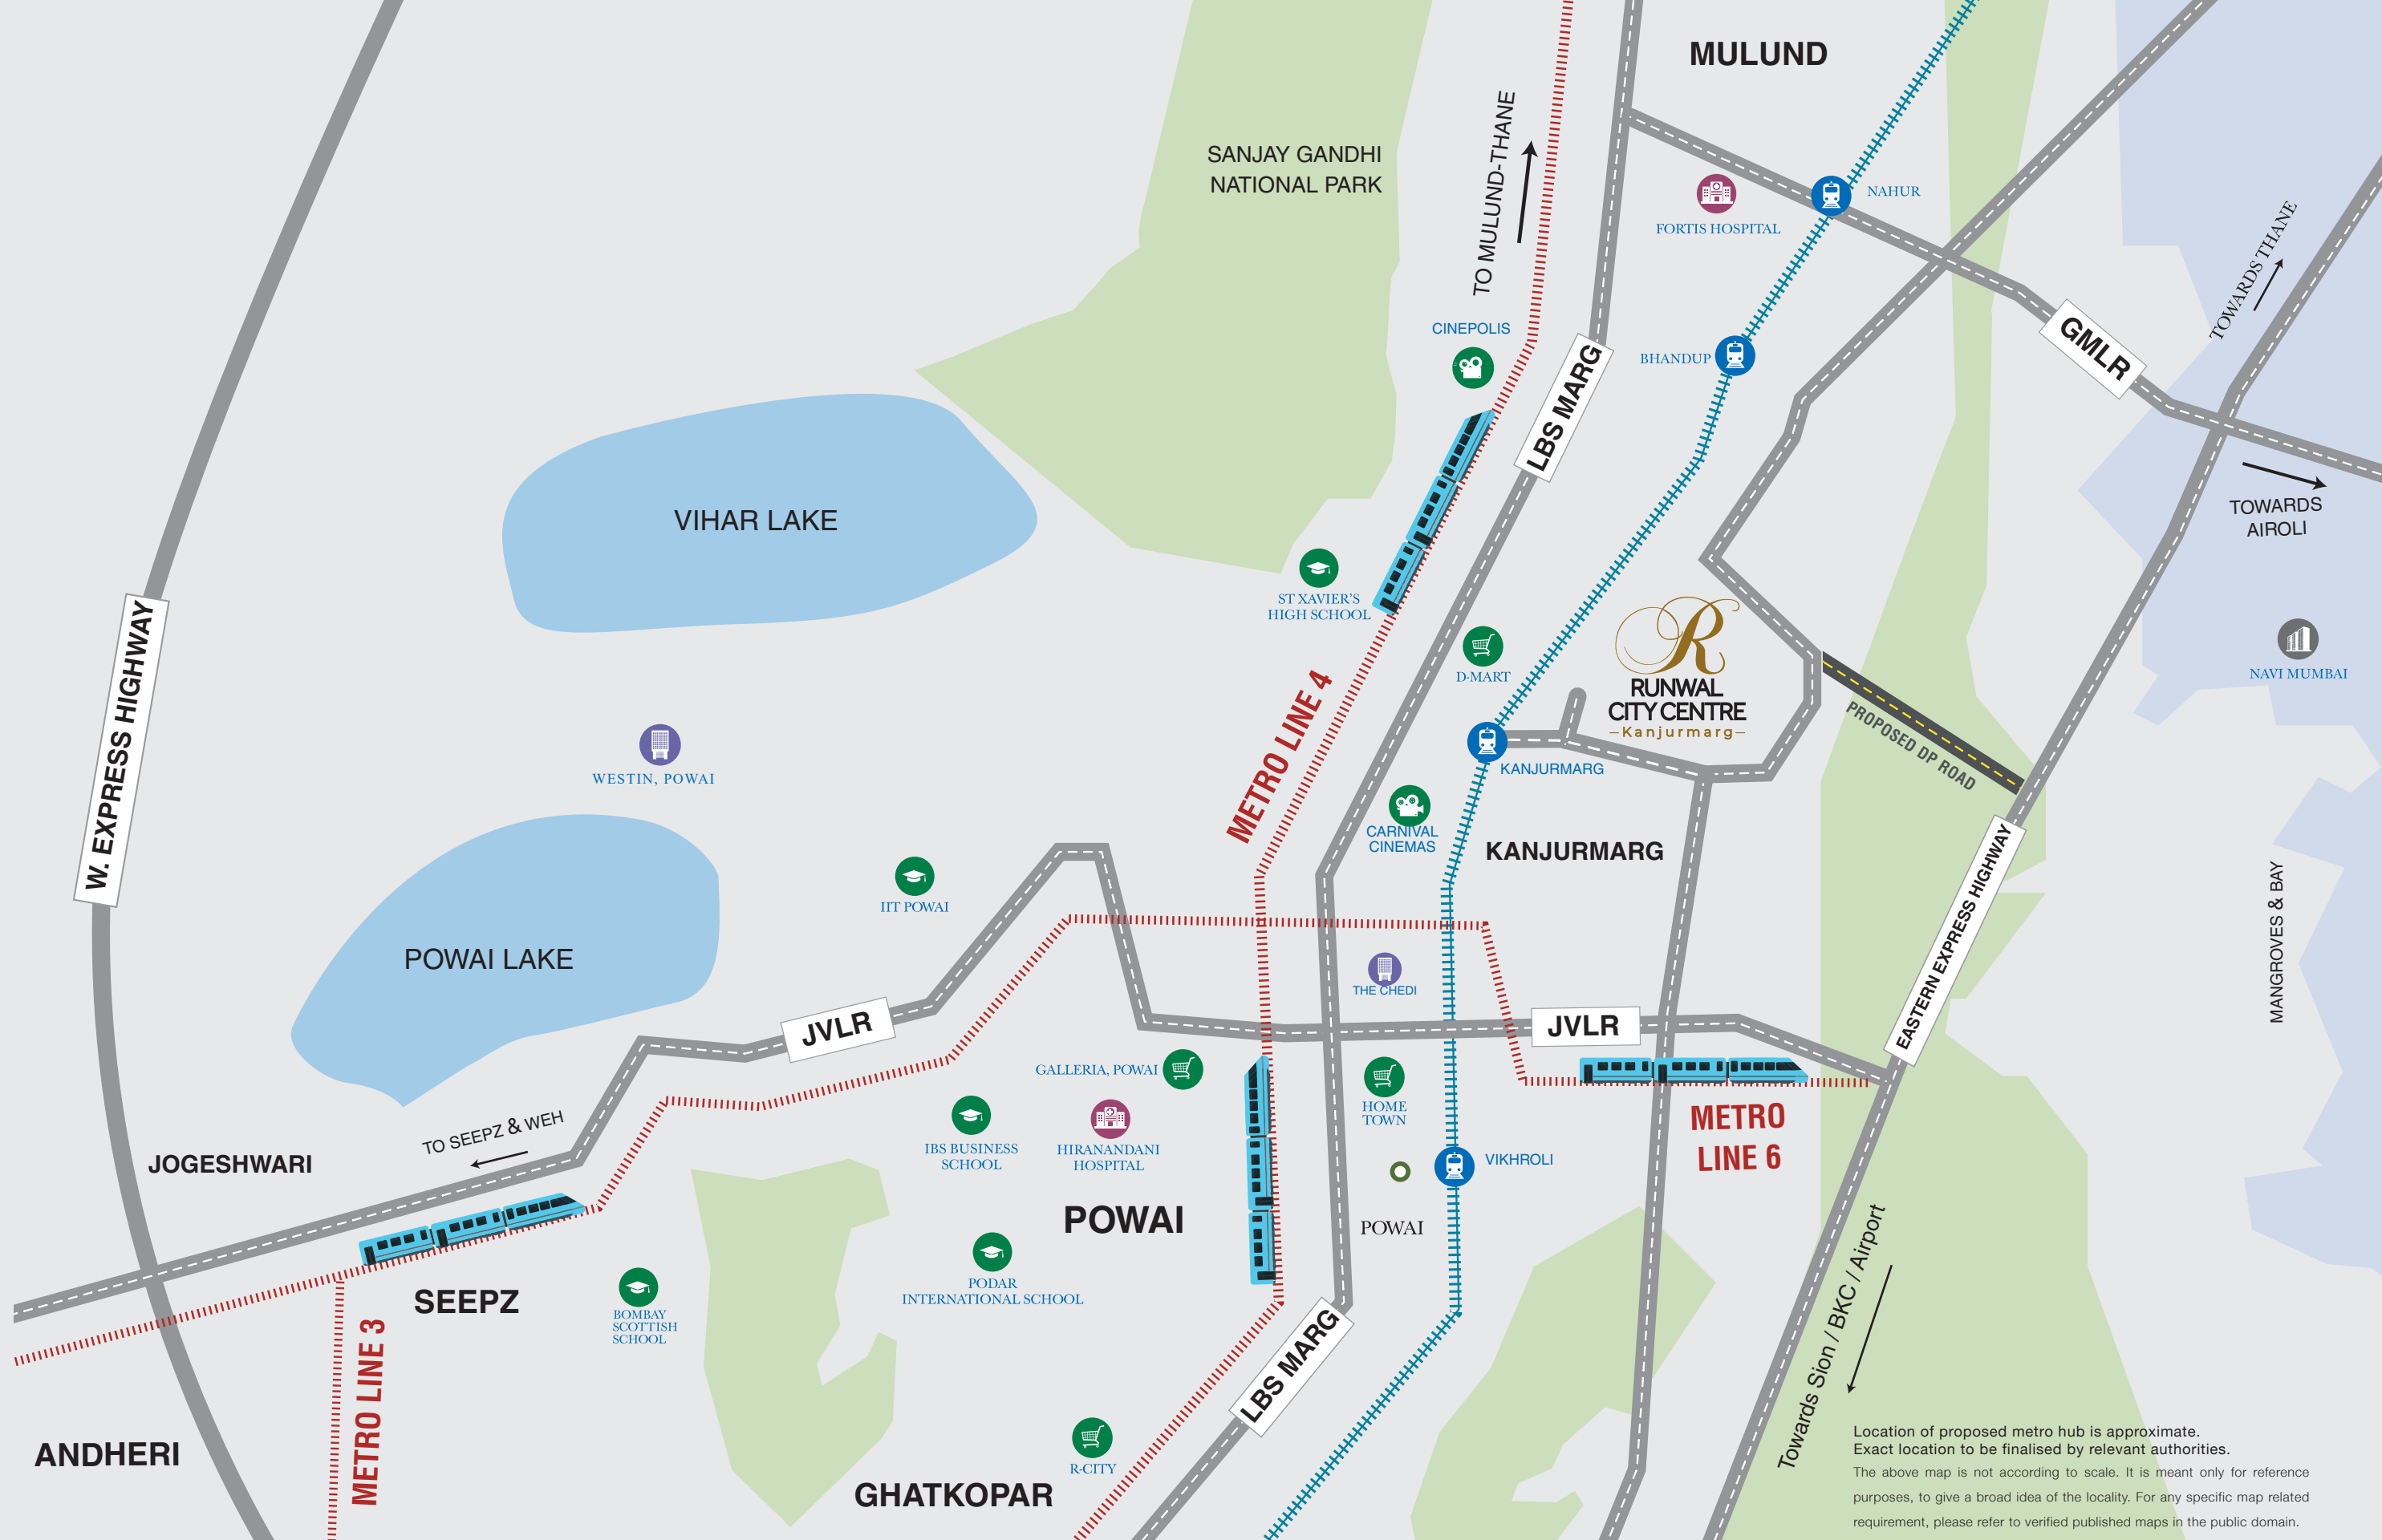 MULUND
TO MULUND-THANE
SANJAY GANDHI
NATIONAL PARK
FORTIS HOSPITAL
NAHUR
TOWARDS THANE
CINEPOLIS
BHANDUP
GMLR
LBS MARG
TOWARDS
AIROLI
VIHAR LAKE
ST XAVIER'S
HIGH SCHOOL
D-MART
R
RUNWAL
CITY CENTRE
Kanjurmarg
NAVI MUMBAI
PROPOSED DP ROAD
W. EXPRESS HIGHWAY
WESTIN, POWAI
METRO LINE 4
KANJURMARG
CARNIVAL
CINEMAS
KANJURMARG
IIT POWAI
EASTERN EXPRESS HIGHWAY
MANGROVES & BAY
POWAI LAKE
THE CHEDI
JVLR
JVLR
GALLERIA, POWAI
HOME
TOWN
METRO
LINE 6
TO SEEPZ & WEH
IBS BUSINESS
SCHOOL
HIRANANDANI
HOSPITAL
VIKHROLI
JOGESHWARI
POWAI
POWAI
PODAR
INTERNATIONAL SCHOOL
SEEPZ
BOMBAY
SCOTTISH
SCHOOL
Towards Sion / BKC / Airport
LBS MARG
METRO LINE 3
ANDHERI
R-CITY
GHATKOPAR
Location of proposed metro hub is approximate.
Exact location to be finalised by relevant authorities.
The above map is not according to scale. It is meant only for reference
purposes, to give a broad idea of the locality. For any specific map related
requirement, please refer to verified published maps in the public domain.